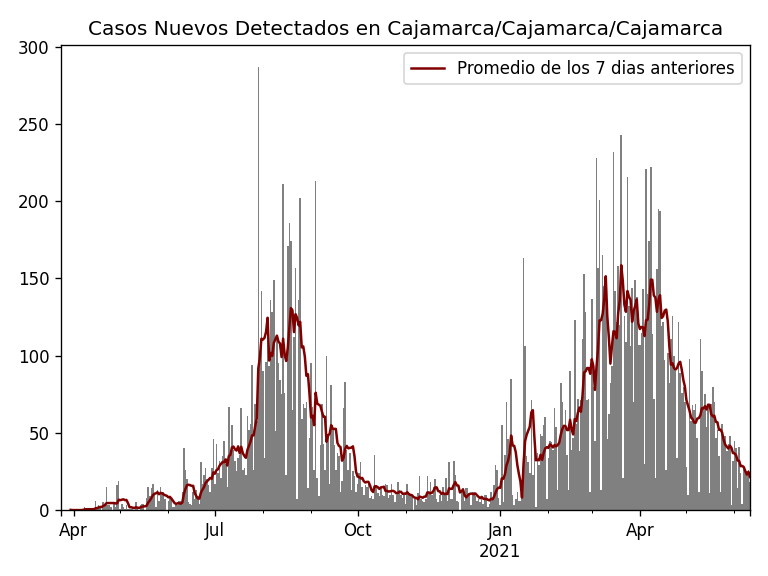 Casos Nuevos Detectados en Cajamarca/Cajamarca/Cajamarca
Promedio de los 7 dias anteriores
300
250
200
150
100
50
0
Apr Jul Oct Jan Apr
2021